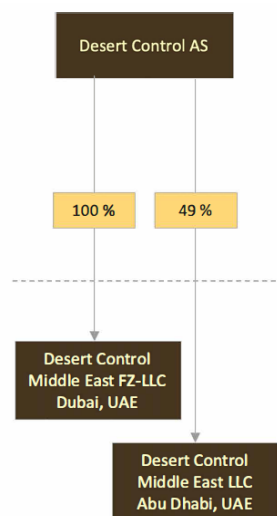 Desert Control AS
100 %
49 %
Desert Control
Middle East FZ-LLC
Dubai, UAE
Desert Control
Middle East LLC
Abu Dhabi, UAE